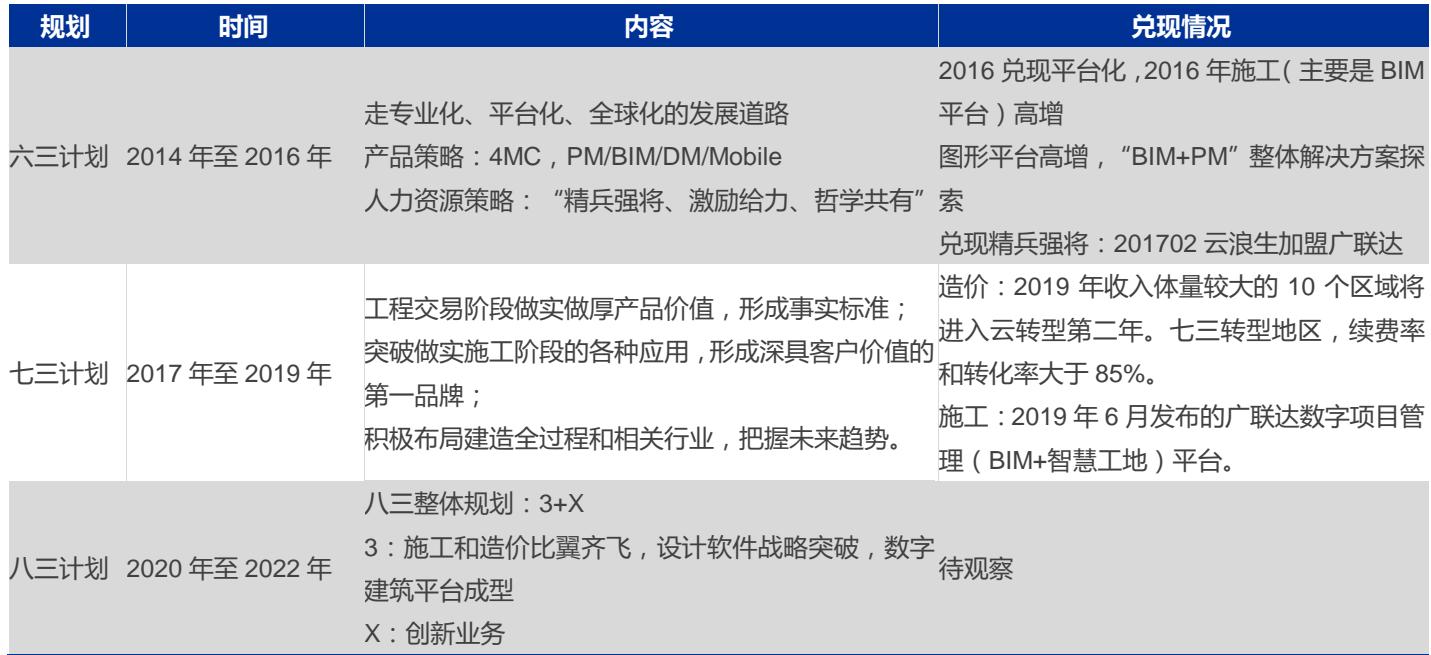 规划 时间 内容 兑现情况
六三计划 2014 年至 2016 年
走专业化、平台化、全球化的发展道路
产品策略：4MC，PM/BIM/DM/Mobile
人力资源策略：“精兵强将、激励给力、哲学共有”
2016 兑现平台化，2016 年施工（主要是 BIM
平台）高增
图形平台高增，“BIM+PM”整体解决方案探
索
兑现精兵强将：201702 云浪生加盟广联达
七三计划 2017 年至 2019 年
工程交易阶段做实做厚产品价值，形成事实标准；
突破做实施工阶段的各种应用，形成深具客户价值的
第一品牌；
积极布局建造全过程和相关行业，把握未来趋势。
造价：2019 年收入体量较大的 10 个区域将
进入云转型第二年。七三转型地区，续费率
和转化率大于 85%。
施工：2019 年 6 月发布的广联达数字项目管
理（BIM+智慧工地）平台。
八三计划 2020 年至 2022 年
八三整体规划：3+X
3：施工和造价比翼齐飞，设计软件战略突破，数字
建筑平台成型
X：创新业务
待观察